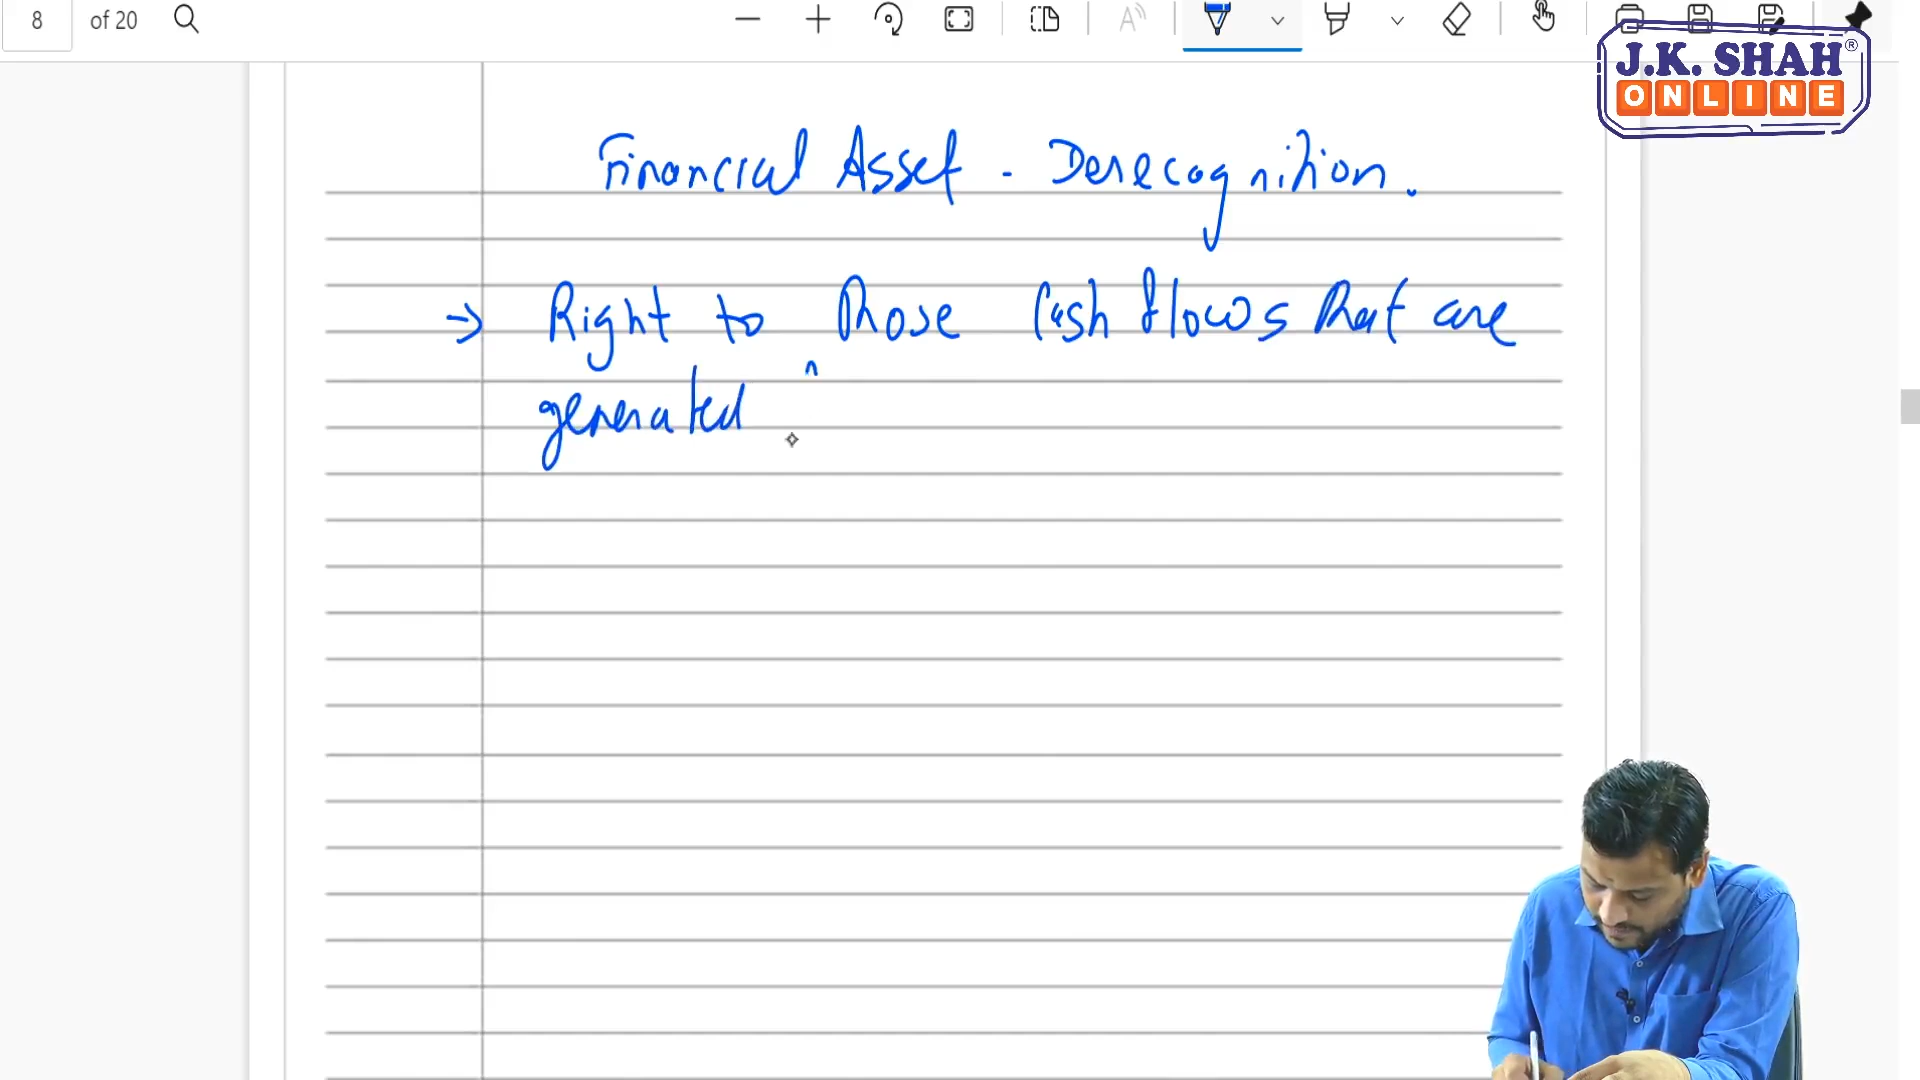 8 of 20
J.K. SHAH®
ONLINE
Financial Asset - Derecognition.
→ Right to those Cash flows that are
generated